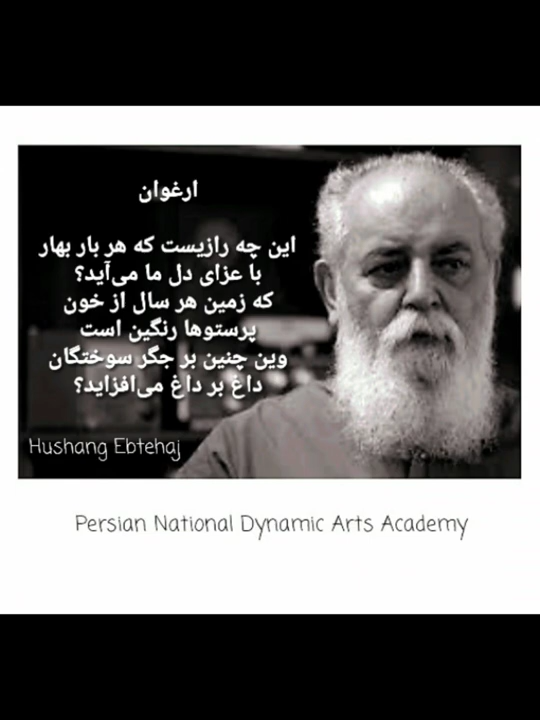 ارغوان
این چه رازیست که هر بار بهار
با عزای دل ما می‌آید؟
که زمین هر سال از خون
پرستوها رنگین است
وین چنین بر جگر سوختگان
داغ بر داغ می‌افزاید؟
Hushang Ebtehaj
Persian National Dynamic Arts Academy